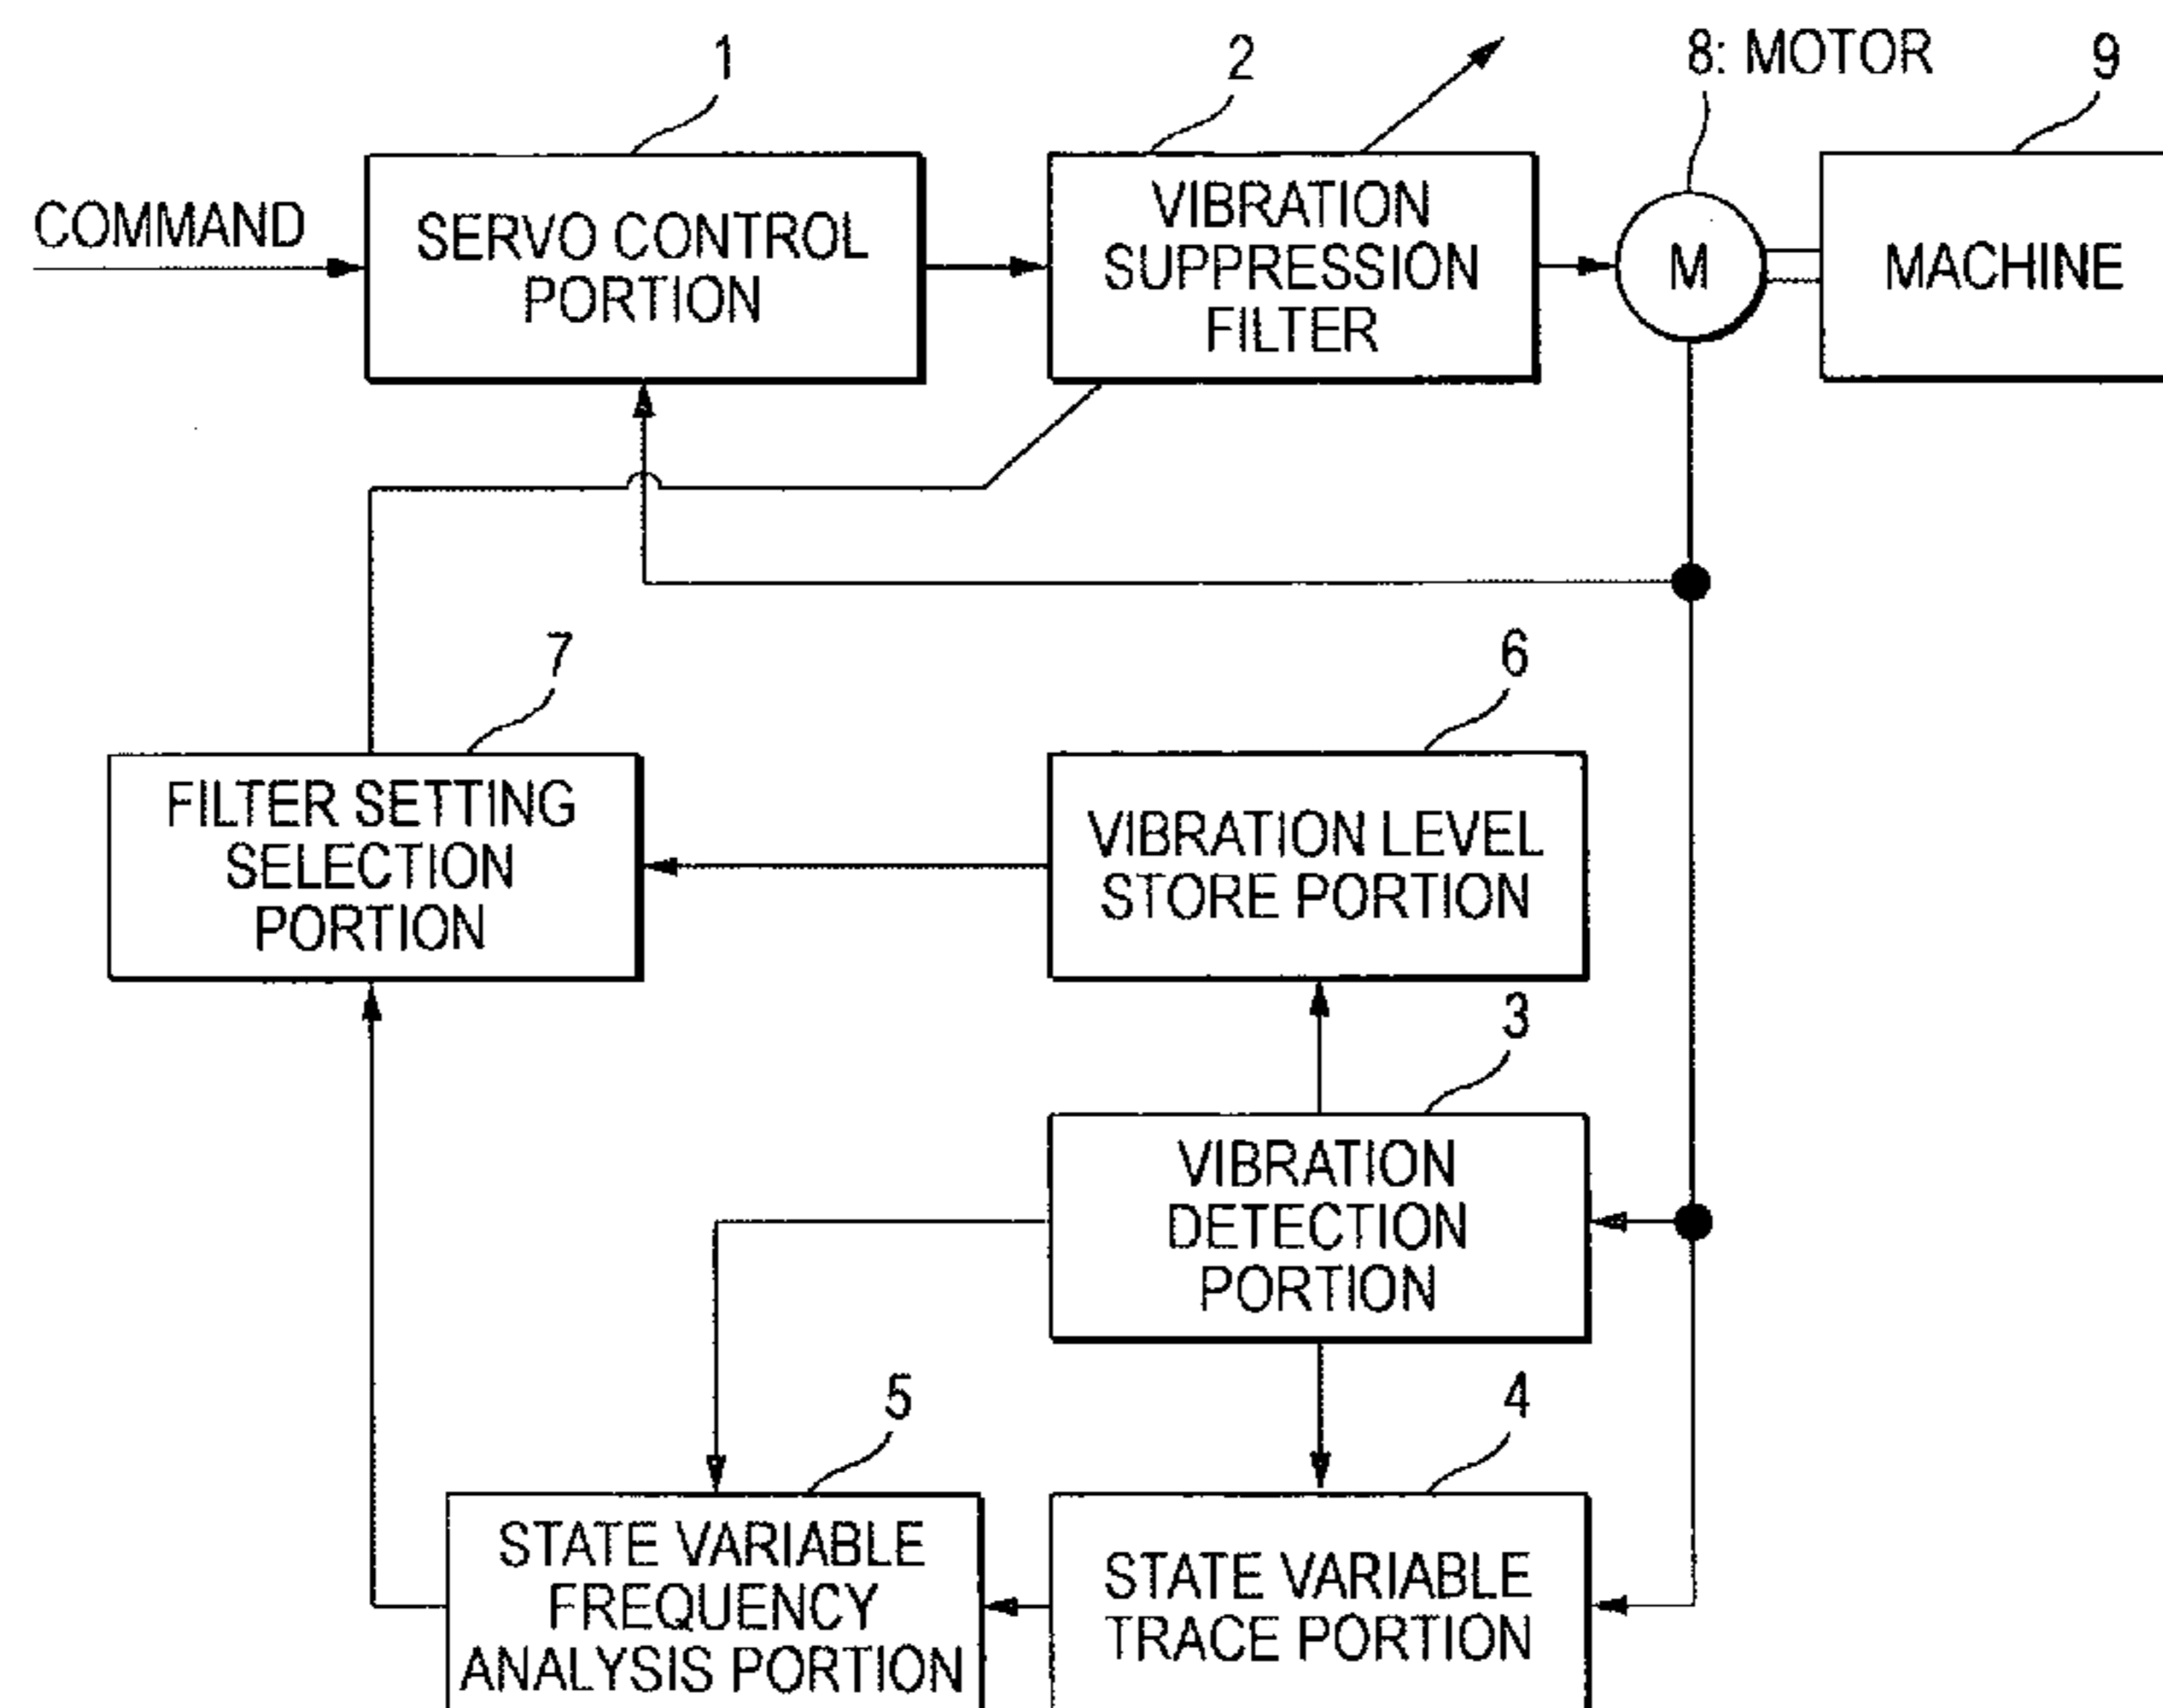 1
2
8: MOTOR
9
COMMAND
SERVO CONTROL
PORTION
VIBRATION
SUPPRESSION
FILTER
M
MACHINE
7
6
FILTER SETTING
SELECTION
PORTION
VIBRATION LEVEL
STORE PORTION
3
VIBRATION
DETECTION
PORTION
5
4
STATE VARIABLE
FREQUENCY
ANALYSIS PORTION
STATE VARIABLE
TRACE PORTION